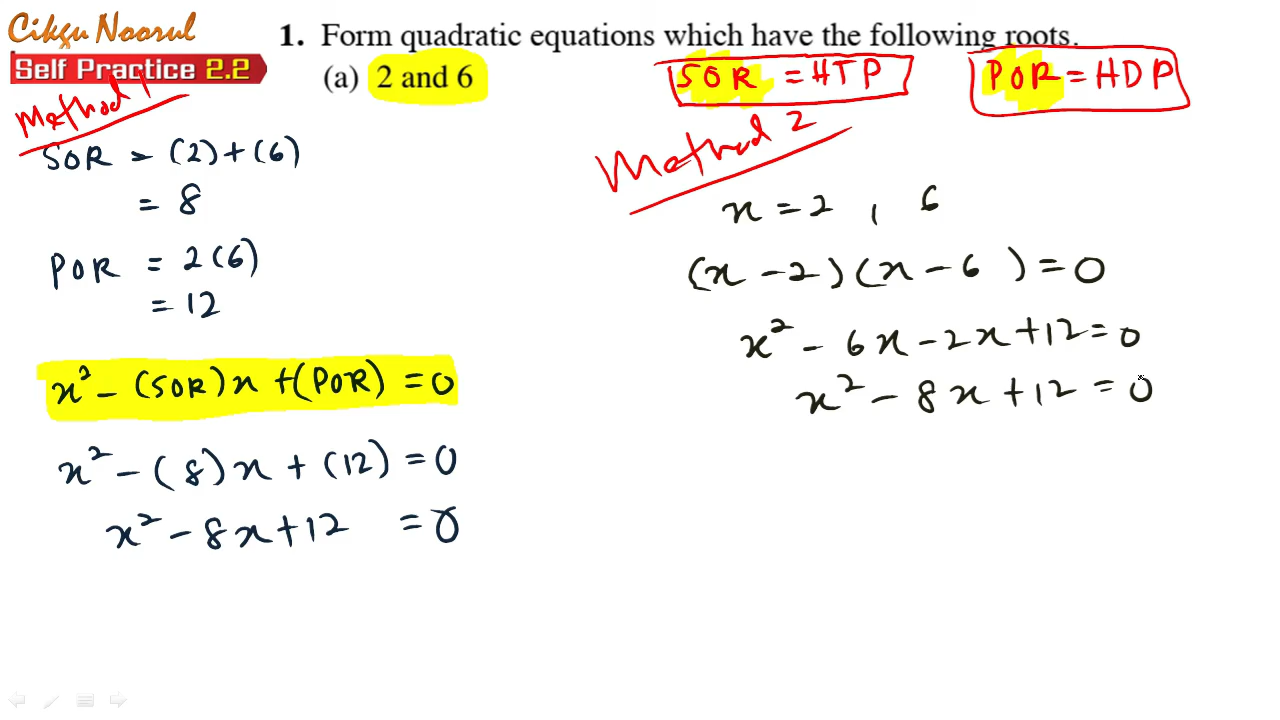 Cikgu Noorul
Self Practice 2.2
1. Form quadratic equations which have the following roots.
(a) 2 and 6
SOR = HTP
POR = HDP
Method 1
SOR = (2)+(6)
= 8
POR = 2(6)
= 12
x² - (SOR)x +(POR) = 0
x² - (8)x + (12) = 0
x² - 8x + 12 = 0
Method 2
x = 2 , 6
(x - 2)(x - 6) = 0
x² - 6x - 2x + 12 = 0
x² - 8x + 12 = 0